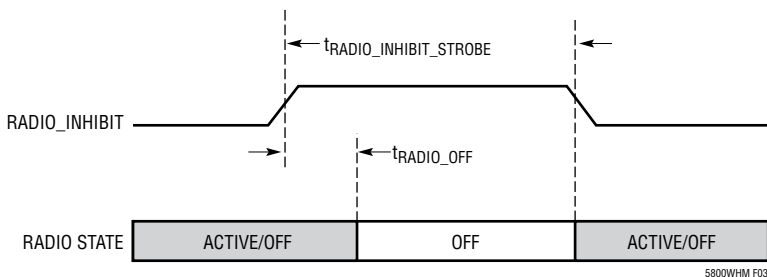 tRADIO_INHIBIT_STROBE
RADIO_INHIBIT
tRADIO_OFF
RADIO STATE ACTIVE/OFF OFF ACTIVE/OFF
5800WHM F03